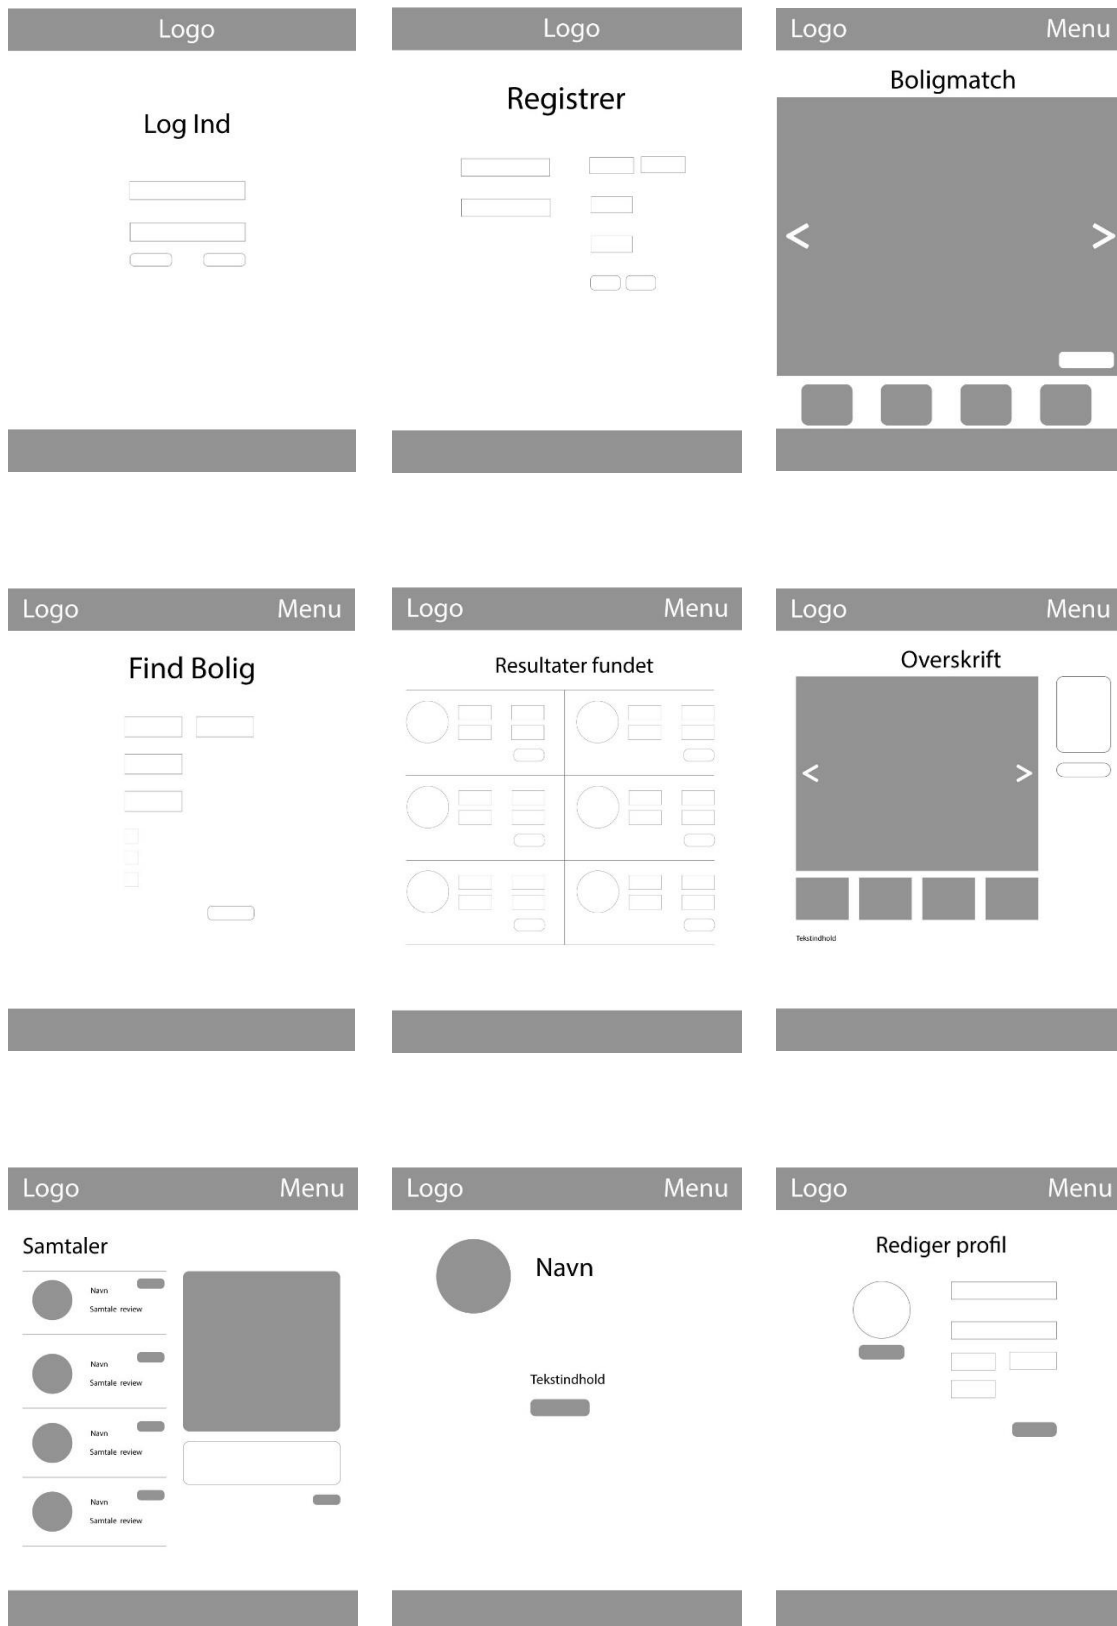 Logo
Log Ind
Logo
Registrer
Logo Menu
Boligmatch
< >
Logo Menu
Find Bolig
Logo Menu
Resultater fundet
Logo Menu
Overskrift
< >
Tekstindhold
Logo Menu
Samtaler
Navn
Samtale review
Navn
Samtale review
Navn
Samtale review
Navn
Samtale review
Logo Menu
Navn
Tekstindhold
Logo Menu
Rediger profil